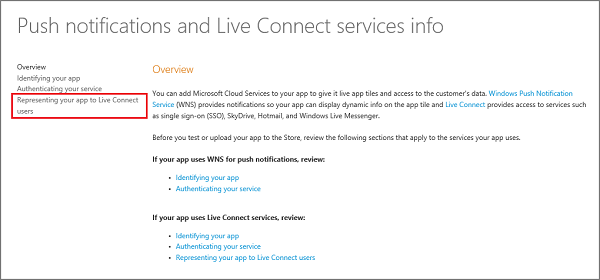 Push notifications and Live Connect services info
Overview
Identifying your app
Authenticating your service
Representing your app to Live Connect
users
Overview
You can add Microsoft Cloud Services to your app to give it live app tiles and access to the customer's data. Windows Push Notification
Service (WNS) provides notifications so your app can display dynamic info on the app tile and Live Connect provides access to services such
as single sign-on (SSO), SkyDrive, Hotmail, and Windows Live Messenger.
Before you test or upload your app to the Store, review the following sections that apply to the services your app uses.
If your app uses WNS for push notifications, review:
• Identifying your app
• Authenticating your service
If your app uses Live Connect services, review:
• Identifying your app
• Authenticating your service
• Representing your app to Live Connect users